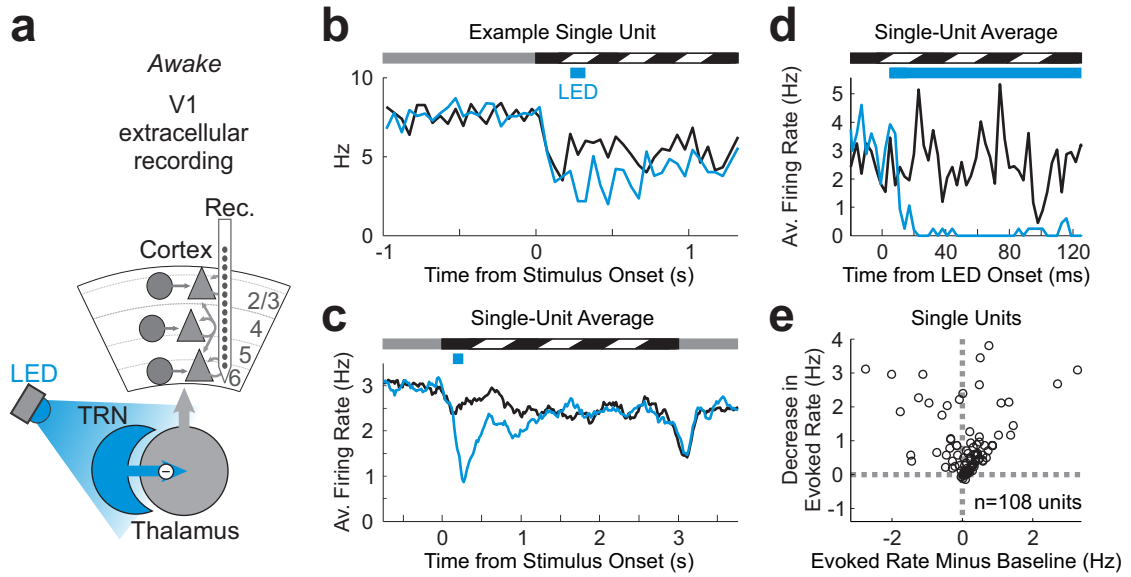 a
Awake
V1
extracellular
recording
Rec.
Cortex
2/3
4
5
6
LED
TRN
−
Thalamus
b
Example Single Unit
LED
10
5
0
Hz
-1
0
1
Time from Stimulus Onset (s)
c
Single-Unit Average
3
2
1
0
Av. Firing Rate (Hz)
0
1
2
3
Time from Stimulus Onset (s)
d
Single-Unit Average
5
4
3
2
1
0
Av. Firing Rate (Hz)
0
40
80
120
Time from LED Onset (ms)
e
Single Units
4
3
2
1
0
-1
Decrease in
Evoked Rate (Hz)
n=108 units
-2
0
2
Evoked Rate Minus Baseline (Hz)